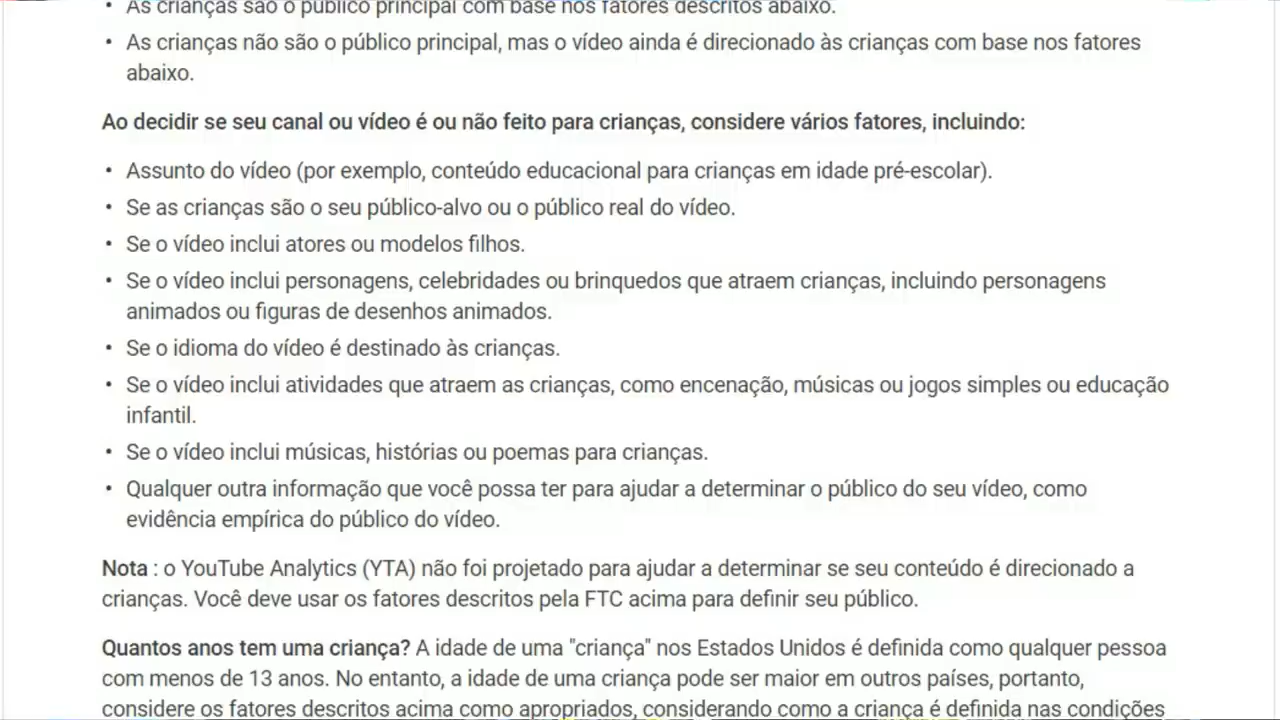 • As crianças são o público principal com base nos fatores descritos abaixo.
• As crianças não são o público principal, mas o vídeo ainda é direcionado às crianças com base nos fatores
abaixo.
Ao decidir se seu canal ou vídeo é ou não feito para crianças, considere vários fatores, incluindo:
• Assunto do vídeo (por exemplo, conteúdo educacional para crianças em idade pré-escolar).
• Se as crianças são o seu público-alvo ou o público real do vídeo.
• Se o vídeo inclui atores ou modelos filhos.
• Se o vídeo inclui personagens, celebridades ou brinquedos que atraem crianças, incluindo personagens
animados ou figuras de desenhos animados.
• Se o idioma do vídeo é destinado às crianças.
• Se o vídeo inclui atividades que atraem as crianças, como encenação, músicas ou jogos simples ou educação
infantil.
• Se o vídeo inclui músicas, histórias ou poemas para crianças.
• Qualquer outra informação que você possa ter para ajudar a determinar o público do seu vídeo, como
evidência empírica do público do vídeo.
Nota : o YouTube Analytics (YTA) não foi projetado para ajudar a determinar se seu conteúdo é direcionado a
crianças. Você deve usar os fatores descritos pela FTC acima para definir seu público.
Quantos anos tem uma criança? A idade de uma "criança" nos Estados Unidos é definida como qualquer pessoa
com menos de 13 anos. No entanto, a idade de uma criança pode ser maior em outros países, portanto,
considere os fatores descritos acima como apropriados, considerando como a criança é definida nas condições